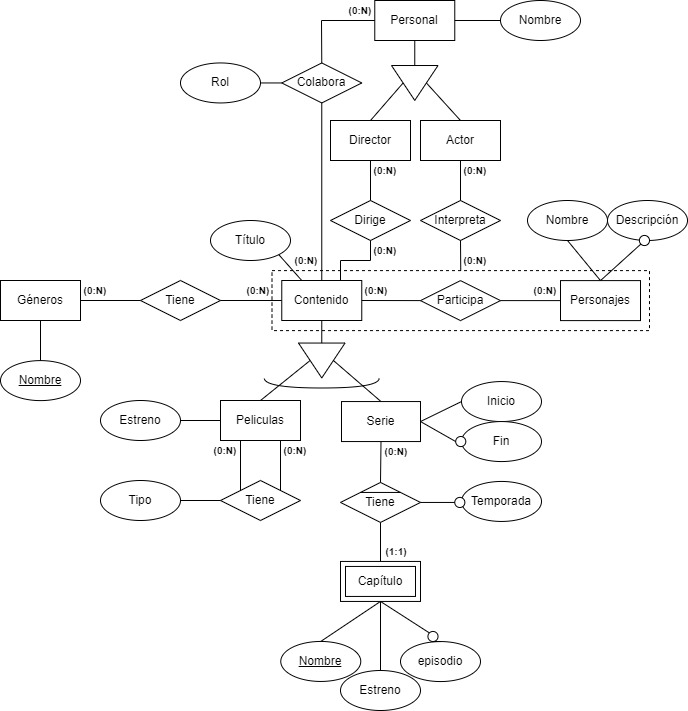 (0:N)
Personal
Nombre
Rol
Colabora
Director
Actor
(0:N)
(0:N)
Dirige
Interpreta
Nombre
Descripción
Título
(0:N)
(0:N)
(0:N)
Géneros
(0:N)
Tiene
(0:N)
Contenido
(0:N)
Participa
(0:N)
Personajes
Nombre
Estreno
Peliculas
Serie
Inicio
Fin
(0:N)
(0:N)
(0:N)
Tipo
Tiene
Tiene
Temporada
(1:1)
Capítulo
Nombre
episodio
Estreno